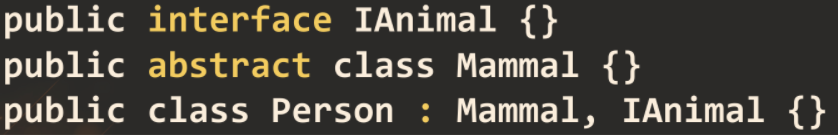 public interface IAnimal {}
public abstract class Mammal {}
public class Person : Mammal, IAnimal {}